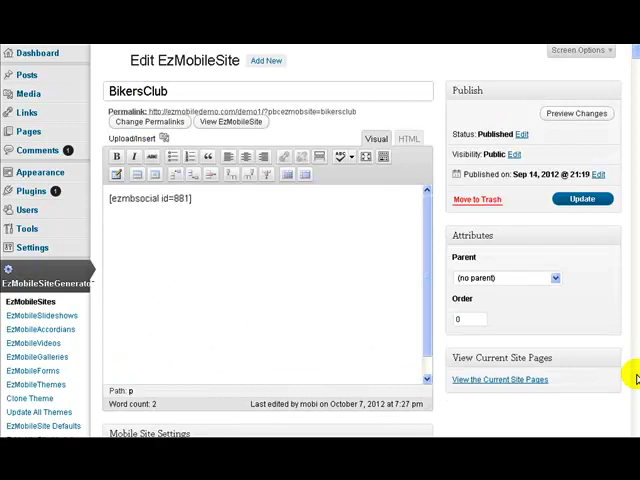 Dashboard
Posts
Media
Links
Pages
Comments 1
Appearance
Plugins 1
Users
Tools
Settings
EzMobileSiteGenerator
EzMobileSites
EzMobileSlideshows
EzMobileAccordians
EzMobileVideos
EzMobileGalleries
EzMobileForms
EzMobileThemes
Clone Theme
Update All Themes
EzMobileSite Defaults
Screen Options
Edit EzMobileSite Add New
BikersClub
Permalink: http://ezmobiledemo.com/demo1/?pbcezmobsite=bikersclub
Change Permalinks View EzMobileSite
Upload/Insert
Visual HTML
B I ABC
ABC
[ezmbsocial id=881]
Path: p
Word count: 2 Last edited by mobi on October 7, 2012 at 7:27 pm
Mobile Site Settings
Publish
Preview Changes
Status: Published Edit
Visibility: Public Edit
Published on: Sep 14, 2012 @ 21:19 Edit
Move to Trash Update
Attributes
Parent
(no parent)
Order
0
View Current Site Pages
View the Current Site Pages